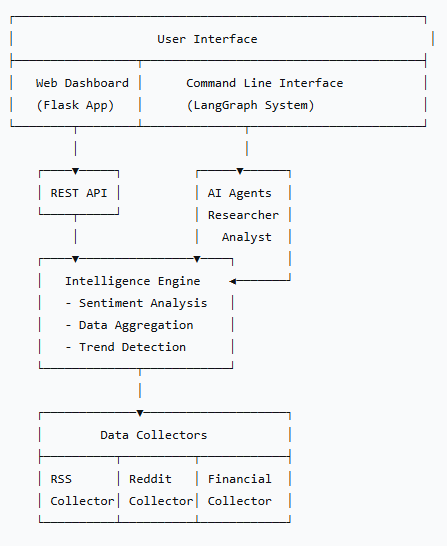 User Interface
Web Dashboard Command Line Interface
(Flask App) (LangGraph System)
REST API AI Agents
Researcher
Analyst
Intelligence Engine
- Sentiment Analysis
- Data Aggregation
- Trend Detection
Data Collectors
RSS Reddit Financial
Collector Collector Collector